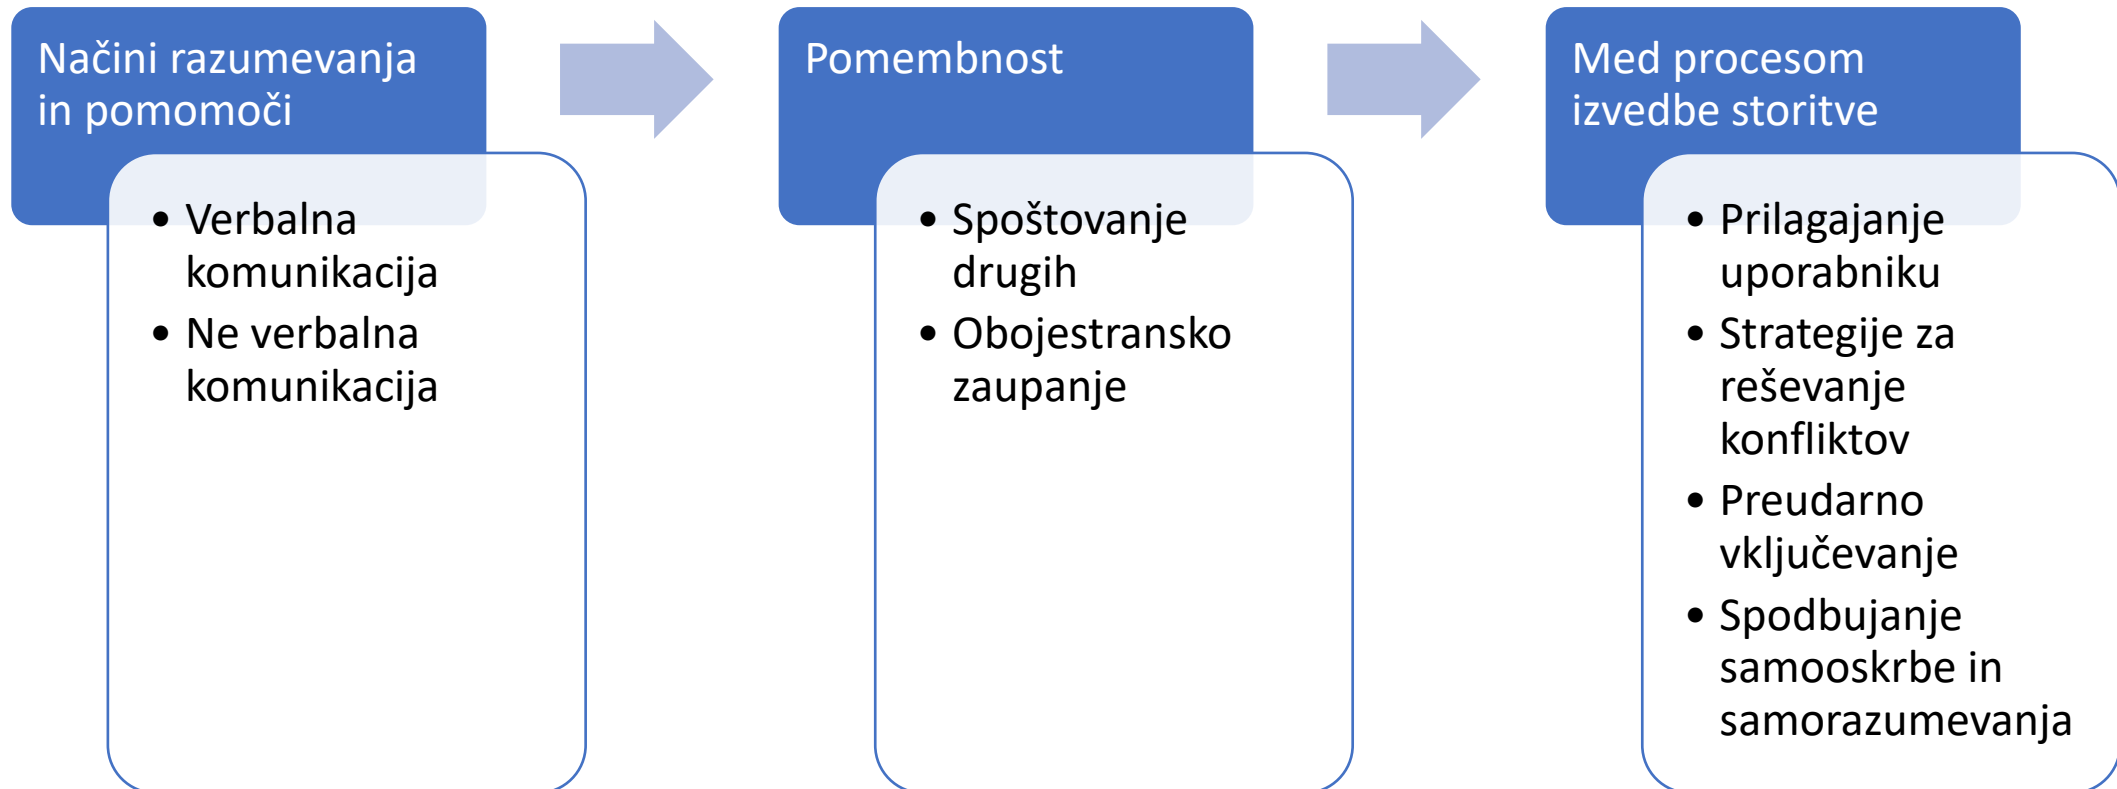 Načini razumevanja
in pomomoči
• Verbalna
komunikacija
• Ne verbalna
komunikacija
Pomembnost
• Spoštovanje
drugih
• Obojestransko
zaupanje
Med procesom
izvedbe storitve
• Prilagajanje
uporabniku
• Strategije za
reševanje
konfliktov
• Preudarno
vključevanje
• Spodbujanje
samooskrbe in
samorazumevanja